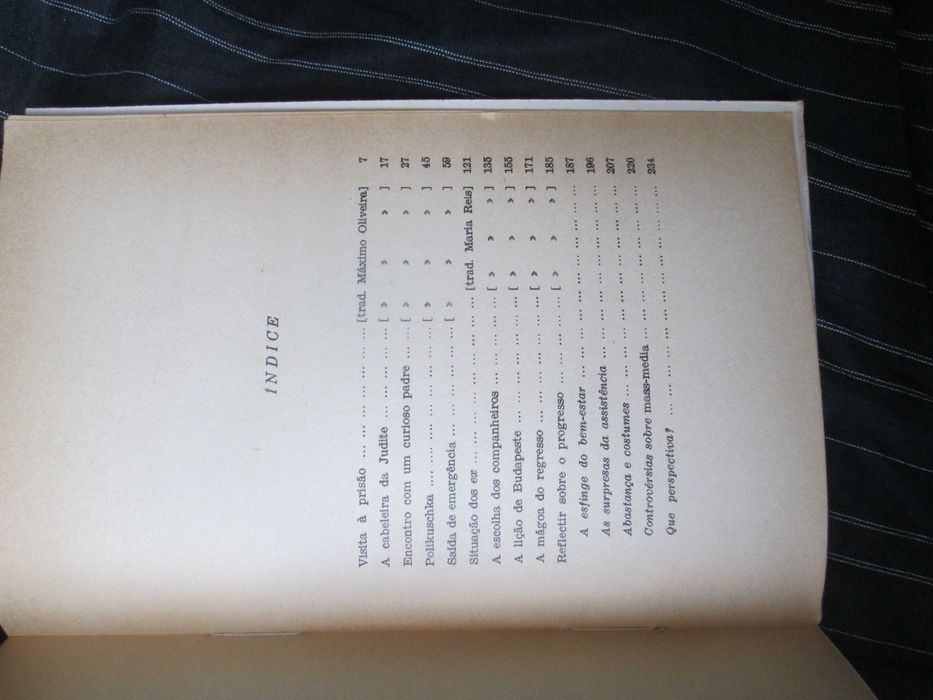 ÍNDICE
Visita à prisão ... ... ... ... ... ... ... [trad. Máximo Oliveira] 7
A cabeleira da Judite ... ... ... ... [ » » » ] 17
Encontro com um curioso padre ... ... [ » » » ] 27
Polikuschka .... .... ... ... ... ... ... [ » » » ] 45
Saída de emergência ... ... ... ... ... [ » » » ] 59
Situação dos ex ... ... ... ... ... ... ... [trad. Maria Reis] 121
A escolha dos companheiros ... ... ... ... [ » » » ] 135
A lição de Budapeste ... ... ... ... ... [ » » » ] 155
A mágoa do regresso ... ... ... ... ... [ » » » ] 171
Reflectir sobre o progresso ... ... ... ... [ » » » ] 185
A esfinge do bem-estar ... ... ... ... ... ... ... ... ... 187
As surpresas da assistência ... ... ... ... ... ... ... ... 196
Abastança e costumes ... ... ... ... ... ... ... ... ... 207
Controvérsias sobre mass-media ... ... ... ... ... ... ... 220
Que perspectiva? ... ... ... ... ... ... ... ... ... ... 234